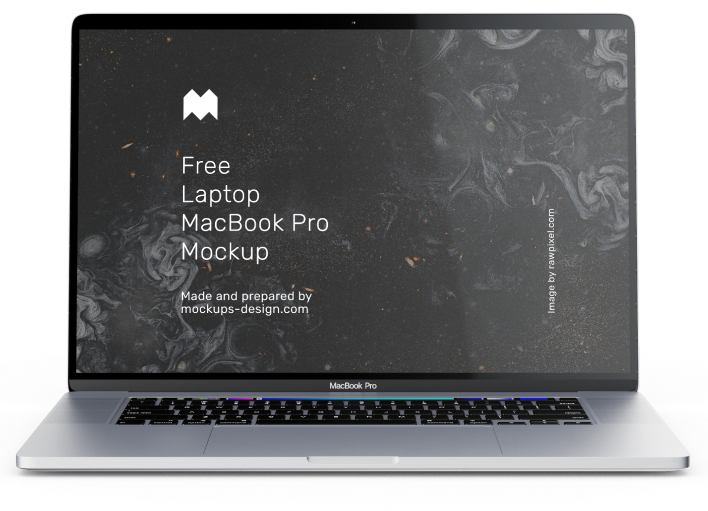 Free
Laptop
MacBook Pro
Mockup
Made and prepared by
mockups-design.com
Image by rawpixel.com
MacBook Pro